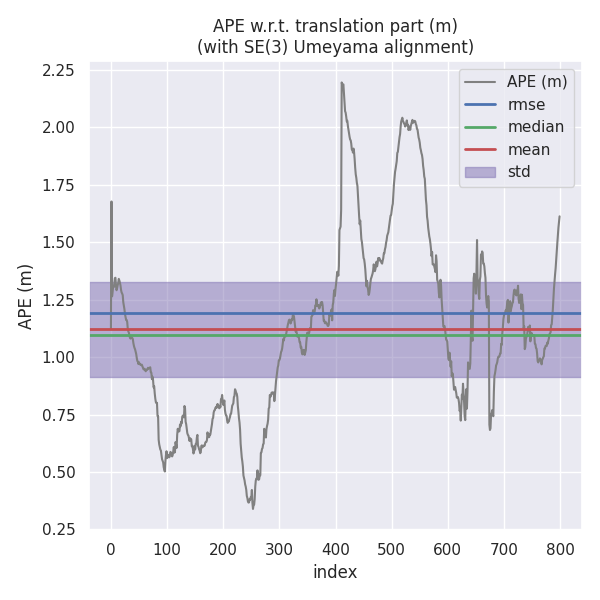 APE w.r.t. translation part (m)
(with SE(3) Umeyama alignment)
2.25
2.00
1.75
1.50
1.25
1.00
0.75
0.50
0.25
APE (m)
APE (m)
rmse
median
mean
std
0 100 200 300 400 500 600 700 800
index